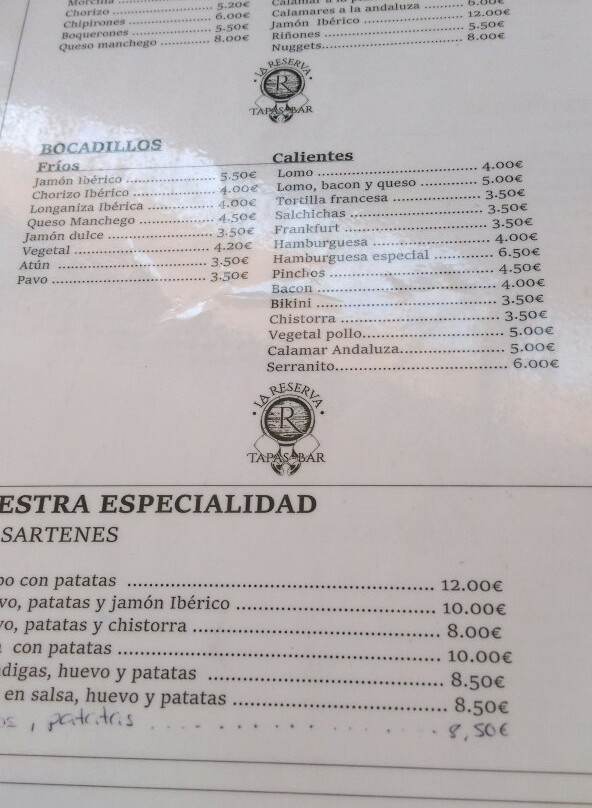 Morcilla
Chorizo 5.20€
Chipirones 6.00€
Boquerones 5.50€
Queso manchego 8.00€
Calamares a la andaluza 6.00€
Jamón Ibérico 12.00€
Riñones 5.50€
Nuggets 8.00€
LA RESERVA
R
TAPAS BAR
BOCADILLOS
Fríos
Jamón Ibérico 5.50€
Chorizo Ibérico 4.00€
Longaniza Ibérica 4.00€
Queso Manchego 4.50€
Jamón dulce 3.50€
Vegetal 4.20€
Atún 3.50€
Pavo 3.50€
Calientes
Lomo 4.00€
Lomo, bacon y queso 5.00€
Tortilla francesa 3.50€
Salchichas 3.50€
Frankfurt 3.50€
Hamburguesa 4.00€
Hamburguesa especial 6.50€
Pinchos 4.50€
Bacon 4.00€
Bikini 3.50€
Chistorra 3.50€
Vegetal pollo 5.00€
Calamar Andaluza 5.00€
Serranito 6.00€
LA RESERVA
R
TAPAS BAR
ESTRA ESPECIALIDAD
SARTENES
po con patatas 12.00€
vo, patatas y jamón Ibérico 10.00€
vo, patatas y chistorra 8.00€
con patatas 10.00€
digas, huevo y patatas 8.50€
en salsa, huevo y patatas 8.50€
, patatas 8,50€